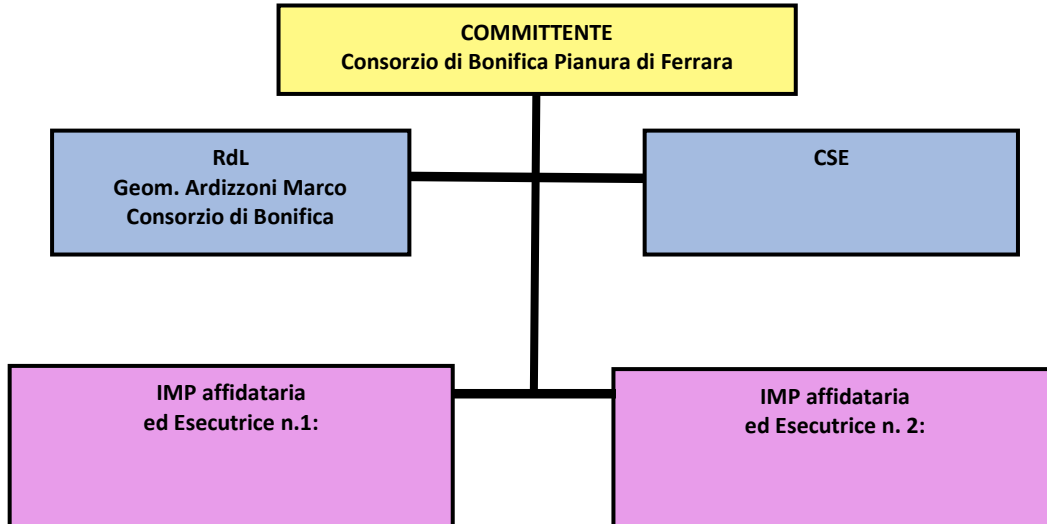 COMMITTENTE
Consorzio di Bonifica Pianura di Ferrara
RdL
Geom. Ardizzoni Marco
Consorzio di Bonifica
CSE
IMP affidataria
ed Esecutrice n.1:
IMP affidataria
ed Esecutrice n. 2: